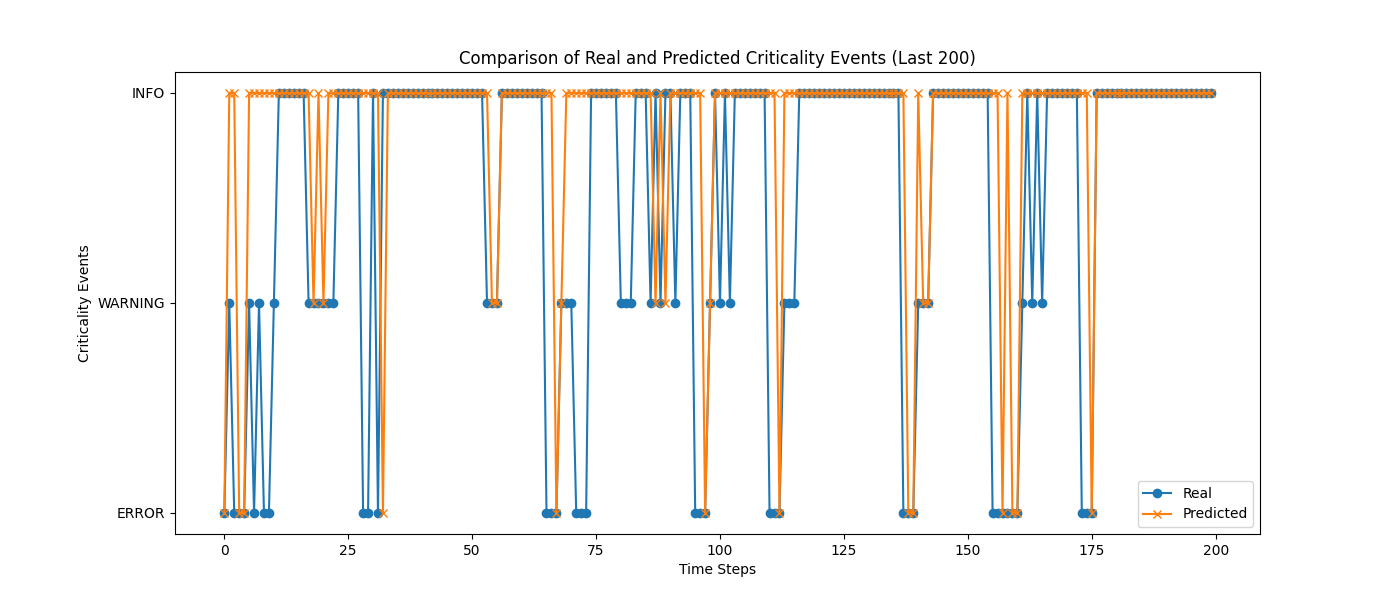 Comparison of Real and Predicted Criticality Events (Last 200)
INFO
WARNING
ERROR
Criticality Events
0 25 50 75 100 125 150 175 200
Time Steps
Real
Predicted